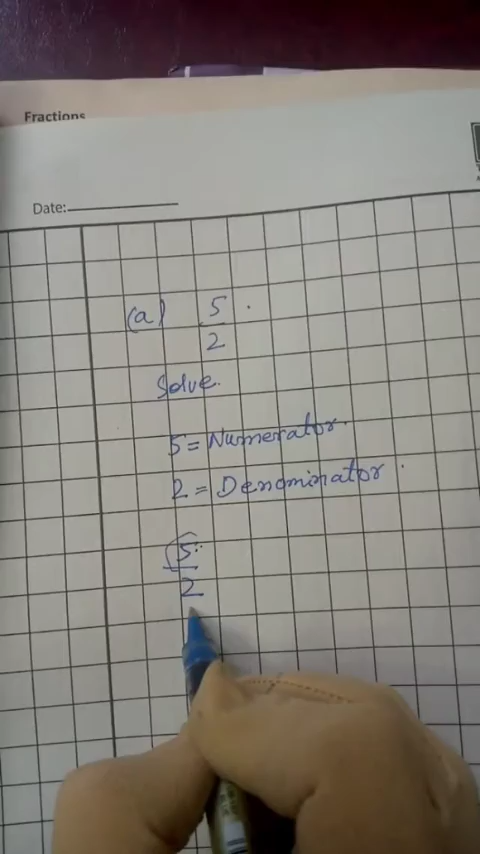 Fractions
Date:
(a) 5/2 .
Solve.
5 = Numerator.
2 = Denominator.
5/2